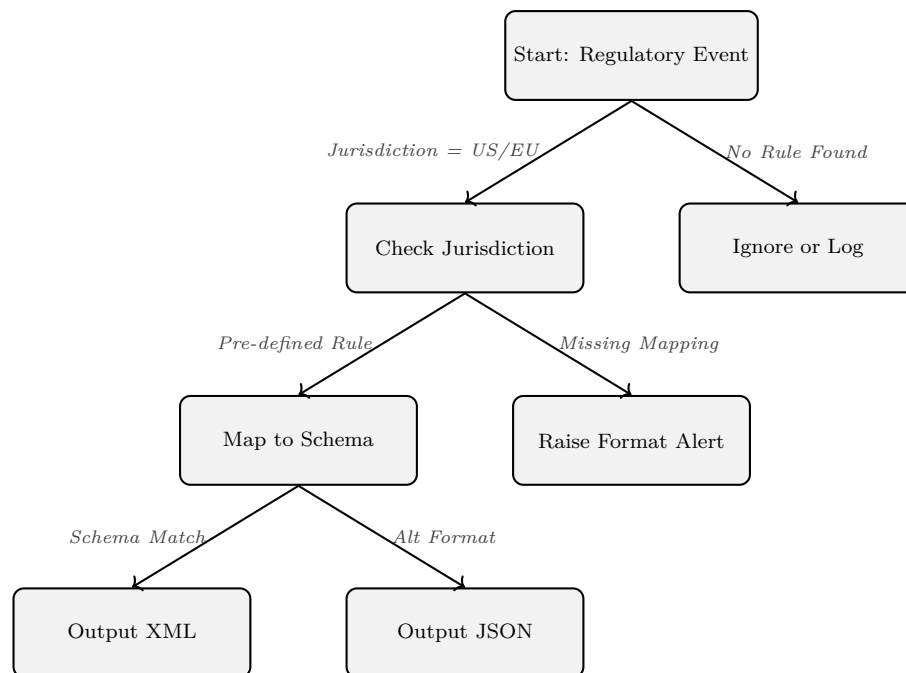 Start: Regulatory Event
Jurisdiction = US/EU
No Rule Found
Check Jurisdiction
Ignore or Log
Pre-defined Rule
Missing Mapping
Map to Schema
Raise Format Alert
Schema Match
Alt Format
Output XML
Output JSON